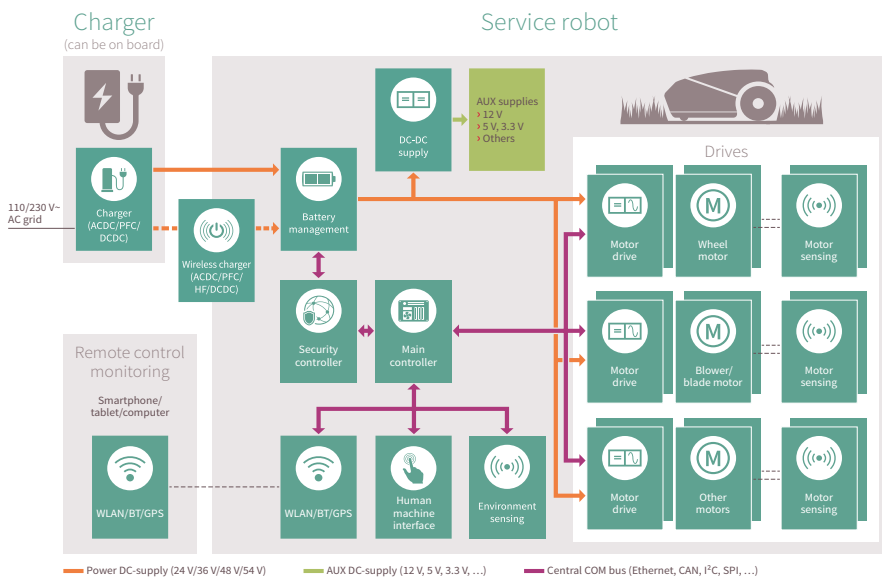 Charger
(can be on board)
Service robot
110/230 V~
AC grid
Charger
(ACDC/PFC/
DCDC)
Wireless charger
(ACDC/PFC/
HF/DCDC)
Battery
management
DC-DC
supply
AUX supplies
› 12 V
› 5 V, 3.3 V
› Others
Drives
Motor
drive
M
Wheel
motor
Motor
sensing
Security
controller
Main
controller
Motor
drive
M
Blower/
blade motor
Motor
sensing
Remote control
monitoring
Smartphone/
tablet/computer
WLAN/BT/GPS
WLAN/BT/GPS
Human
machine
interface
Environment
sensing
Motor
drive
M
Other
motors
Motor
sensing
Power DC-supply (24 V/36 V/48 V/54 V)
AUX DC-supply (12 V, 5 V, 3.3 V, …)
Central COM bus (Ethernet, CAN, I²C, SPI, …)